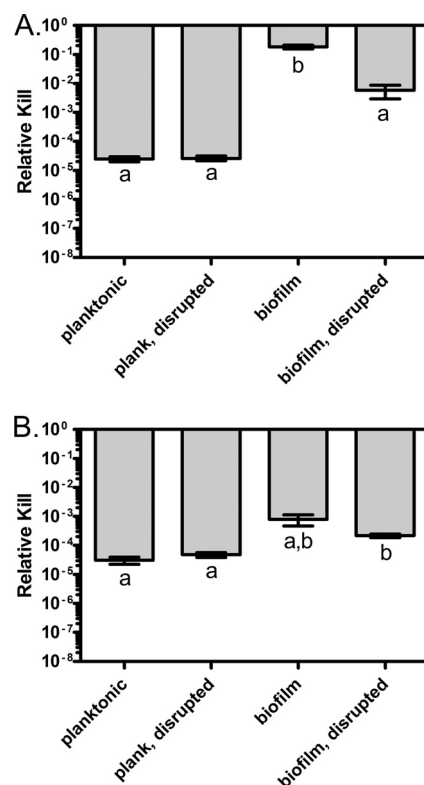 A.
Relative Kill
10⁰
10⁻¹
10⁻²
10⁻³
10⁻⁴
10⁻⁵
10⁻⁶
10⁻⁷
10⁻⁸
a
a
b
a
planktonic
plank, disrupted
biofilm
biofilm, disrupted
B.
Relative Kill
10⁰
10⁻¹
10⁻²
10⁻³
10⁻⁴
10⁻⁵
10⁻⁶
10⁻⁷
10⁻⁸
a
a
a,b
b
planktonic
plank, disrupted
biofilm
biofilm, disrupted